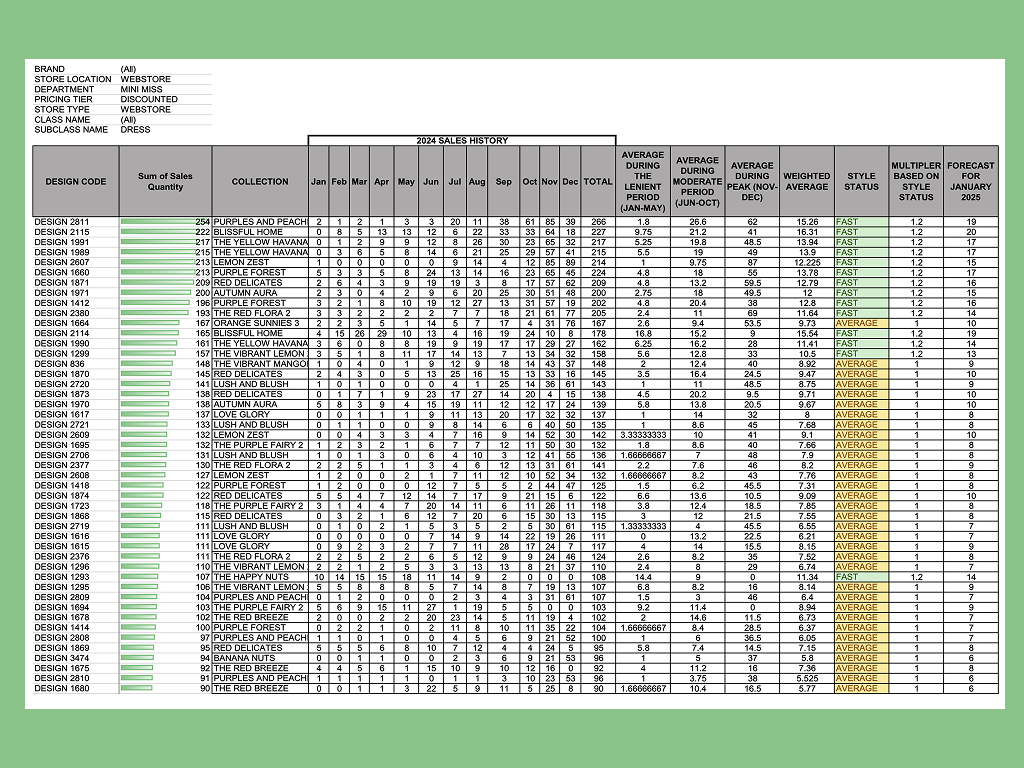 BRAND (All)
STORE LOCATION WEBSTORE
DEPARTMENT MINI MISS
PRICING TIER DISCOUNTED
STORE TYPE WEBSTORE
CLASS NAME (All)
SUBCLASS NAME DRESS
2024 SALES HISTORY
DESIGN CODE Sum of Sales Quantity COLLECTION Jan Feb Mar Apr May Jun Jul Aug Sep Oct Nov Dec TOTAL AVERAGE DURING THE LENIENT PERIOD (JAN-MAY) AVERAGE DURING MODERATE PERIOD (JUN-OCT) AVERAGE DURING PEAK (NOV-DEC) WEIGHTED AVERAGE STYLE STATUS MULTIPLER BASED ON STYLE STATUS FORECAST FOR JANUARY 2025
DESIGN 2811 254 PURPLES AND PEACH 2 1 2 1 3 3 20 11 38 61 85 39 266 1.8 26.6 62 15.26 FAST 1.2 19
DESIGN 2115 222 BLISSFUL HOME 0 8 5 13 13 12 6 22 33 33 64 18 227 9.75 21.2 41 16.31 FAST 1.2 20
DESIGN 1991 217 THE YELLOW HAVANA 0 1 2 9 9 12 8 26 30 23 65 32 217 5.25 19.8 48.5 13.94 FAST 1.2 17
DESIGN 1989 215 THE YELLOW HAVANA 0 3 6 5 8 14 6 21 25 29 57 41 215 5.5 19 49 13.9 FAST 1.2 17
DESIGN 2607 213 LEMON ZEST 1 0 0 0 0 0 9 14 4 12 85 89 214 1 9.75 87 12.225 FAST 1.2 15
DESIGN 1660 213 PURPLE FOREST 5 3 3 5 8 24 13 14 16 23 65 45 224 4.8 18 55 13.78 FAST 1.2 17
DESIGN 1871 209 RED DELICATES 2 6 4 3 9 19 19 3 8 17 57 62 209 4.8 13.2 59.5 12.79 FAST 1.2 16
DESIGN 1971 200 AUTUMN AURA 2 3 0 4 2 9 6 20 25 30 51 48 200 2.75 18 49.5 12 FAST 1.2 15
DESIGN 1412 196 PURPLE FOREST 3 2 1 8 10 19 12 27 13 31 57 19 202 4.8 20.4 38 12.8 FAST 1.2 16
DESIGN 2380 193 THE RED FLORA 2 3 3 2 2 2 2 7 7 18 21 61 77 205 2.4 11 69 11.64 FAST 1.2 14
DESIGN 1664 167 ORANGE SUNNIES 3 2 2 3 5 1 14 5 7 17 4 31 76 167 2.6 9.4 53.5 9.73 AVERAGE 1 10
DESIGN 2114 165 BLISSFUL HOME 4 15 26 29 10 13 4 16 19 24 10 8 178 16.8 15.2 9 15.54 FAST 1.2 19
DESIGN 1990 161 THE YELLOW HAVANA 3 6 0 8 8 19 9 19 17 17 29 27 162 6.25 16.2 28 11.41 FAST 1.2 14
DESIGN 1299 157 THE VIBRANT LEMON 3 5 1 8 11 17 14 13 7 13 34 32 158 5.6 12.8 33 10.5 FAST 1.2 13
DESIGN 836 148 THE VIBRANT MANGO 1 0 4 0 1 9 12 9 18 14 43 37 148 2 12.4 40 8.92 AVERAGE 1 9
DESIGN 1870 145 RED DELICATES 2 4 3 0 5 13 25 16 15 13 33 16 145 3.5 16.4 24.5 9.47 AVERAGE 1 10
DESIGN 2720 141 LUSH AND BLUSH 1 0 1 0 0 0 4 1 25 14 36 61 143 1 11 48.5 8.75 AVERAGE 1 9
DESIGN 1873 138 RED DELICATES 0 1 7 1 9 23 17 27 14 20 4 15 138 4.5 20.2 9.5 9.71 AVERAGE 1 10
DESIGN 1970 138 AUTUMN AURA 5 8 3 9 4 15 19 11 12 12 17 24 139 5.8 13.8 20.5 9.67 AVERAGE 1 10
DESIGN 1617 137 LOVE GLORY 0 0 1 1 1 9 11 13 20 17 32 32 137 1 14 32 8 AVERAGE 1 8
DESIGN 2721 133 LUSH AND BLUSH 0 1 1 0 0 9 8 14 6 6 40 50 135 1 8.6 45 7.68 AVERAGE 1 8
DESIGN 2609 132 LEMON ZEST 0 0 4 3 3 4 7 16 9 14 52 30 142 3.33333333 10 41 9.1 AVERAGE 1 10
DESIGN 1695 132 THE PURPLE FAIRY 2 1 2 3 2 1 6 7 7 12 11 50 30 132 1.8 8.6 40 7.66 AVERAGE 1 8
DESIGN 2706 131 LUSH AND BLUSH 1 0 1 3 0 6 4 10 3 12 41 55 136 1.66666667 7 48 7.9 AVERAGE 1 8
DESIGN 2377 130 THE RED FLORA 2 2 2 5 1 1 3 4 6 12 13 31 61 141 2.2 7.6 46 8.2 AVERAGE 1 9
DESIGN 2608 127 LEMON ZEST 1 2 0 0 2 1 7 11 12 10 52 34 132 1.66666667 8.2 43 7.76 AVERAGE 1 8
DESIGN 1418 122 PURPLE FOREST 1 2 0 0 0 12 7 5 5 2 44 47 125 1.5 6.2 45.5 7.31 AVERAGE 1 8
DESIGN 1874 122 RED DELICATES 5 5 4 7 12 14 7 17 9 21 15 6 122 6.6 13.6 10.5 9.09 AVERAGE 1 10
DESIGN 1723 118 THE PURPLE FAIRY 2 3 1 4 4 7 20 14 11 6 11 26 11 118 3.8 12.4 18.5 7.85 AVERAGE 1 8
DESIGN 1868 115 RED DELICATES 0 3 2 1 6 12 7 20 6 15 30 13 115 3 12 21.5 7.55 AVERAGE 1 8
DESIGN 2719 111 LUSH AND BLUSH 0 1 0 2 1 5 3 5 2 5 30 61 115 1.33333333 4 45.5 6.55 AVERAGE 1 7
DESIGN 1616 111 LOVE GLORY 0 0 0 0 0 7 14 9 14 22 19 26 111 0 13.2 22.5 6.21 AVERAGE 1 7
DESIGN 1615 111 LOVE GLORY 0 9 2 3 2 7 7 11 28 17 24 7 117 4 14 15.5 8.15 AVERAGE 1 9
DESIGN 2376 111 THE RED FLORA 2 2 2 5 2 2 6 5 12 9 9 24 46 124 2.6 8.2 35 7.52 AVERAGE 1 8
DESIGN 1296 110 THE VIBRANT LEMON 2 2 1 2 5 3 3 13 13 8 21 37 110 2.4 8 29 6.74 AVERAGE 1 7
DESIGN 1293 107 THE HAPPY NUTS 10 14 15 15 18 11 14 9 2 0 0 0 108 14.4 9 0 11.34 FAST 1.2 14
DESIGN 1295 106 THE VIBRANT LEMON 5 5 8 8 8 5 7 14 8 7 19 13 107 6.8 8.2 16 8.14 AVERAGE 1 9
DESIGN 2809 104 PURPLES AND PEACH 0 1 2 0 0 0 2 3 4 3 31 61 107 1.5 3 46 6.4 AVERAGE 1 7
DESIGN 1694 103 THE PURPLE FAIRY 2 5 6 9 15 11 27 1 19 5 5 0 0 103 9.2 11.4 0 8.94 AVERAGE 1 9
DESIGN 1678 102 THE RED BREEZE 2 0 0 2 2 20 23 14 5 11 19 4 102 2 14.6 11.5 6.73 AVERAGE 1 7
DESIGN 1414 100 PURPLE FOREST 0 2 2 1 0 2 11 8 10 11 35 22 104 1.66666667 8.4 28.5 6.37 AVERAGE 1 7
DESIGN 2808 97 PURPLES AND PEACH 1 1 0 1 0 0 4 5 6 9 21 52 100 1 6 36.5 6.05 AVERAGE 1 7
DESIGN 1869 95 RED DELICATES 5 5 5 6 8 10 7 12 4 4 24 5 95 5.8 7.4 14.5 7.15 AVERAGE 1 8
DESIGN 3474 94 BANANA NUTS 0 0 1 1 0 0 2 3 6 9 21 53 96 1 5 37 5.8 AVERAGE 1 6
DESIGN 1675 92 THE RED BREEZE 4 4 5 6 1 15 10 9 10 12 16 0 92 4 11.2 16 7.36 AVERAGE 1 8
DESIGN 2810 91 PURPLES AND PEACH 1 1 1 1 1 0 1 1 3 10 23 53 96 1 3.75 38 5.525 AVERAGE 1 6
DESIGN 1680 90 THE RED BREEZE 0 0 1 1 3 22 5 9 11 5 25 8 90 1.66666667 10.4 16.5 5.77 AVERAGE 1 6